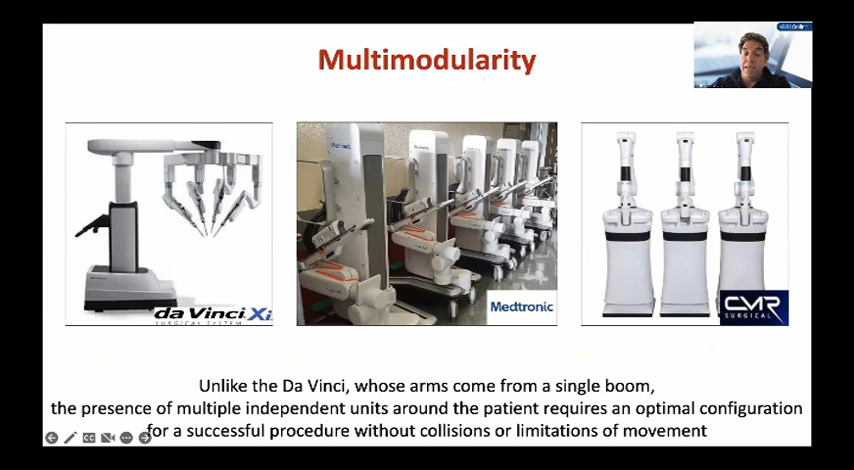 Multimodularity
da Vinci Xi
SURGICAL SYSTEM
Medtronic
Medtronic
CMR
SURGICAL
Unlike the Da Vinci, whose arms come from a single boom,
the presence of multiple independent units around the patient requires an optimal configuration
for a successful procedure without collisions or limitations of movement